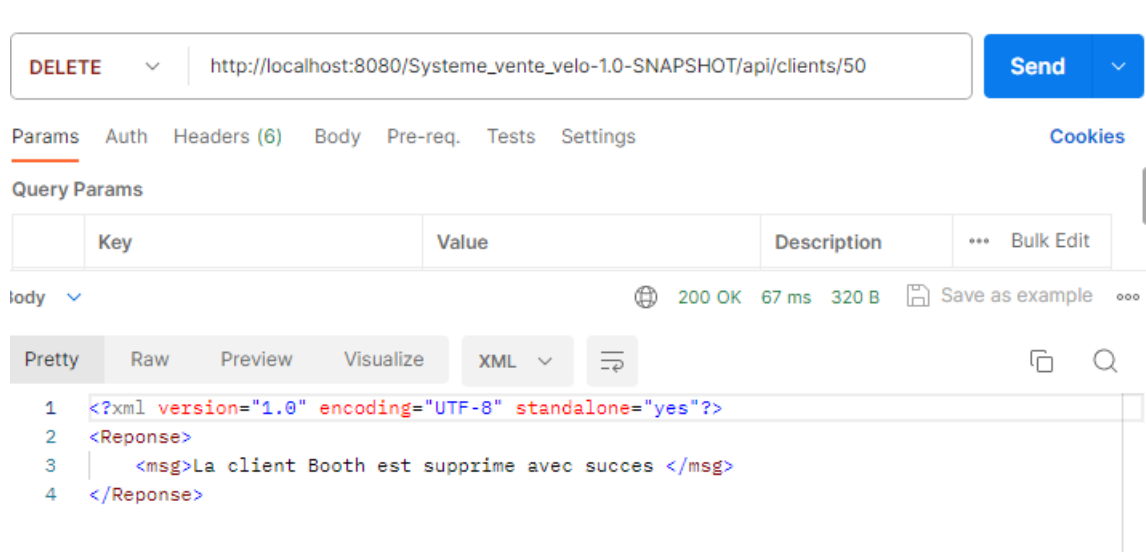 DELETE http://localhost:8080/Systeme_vente_velo-1.0-SNAPSHOT/api/clients/50 Send
Params Auth Headers (6) Body Pre-req. Tests Settings Cookies
Query Params
Key Value Description Bulk Edit
Body 200 OK 67 ms 320 B Save as example
Pretty Raw Preview Visualize XML
1 <?xml version="1.0" encoding="UTF-8" standalone="yes"?>
2 <Reponse>
3 <msg>La client Booth est supprime avec succes </msg>
4 </Reponse>